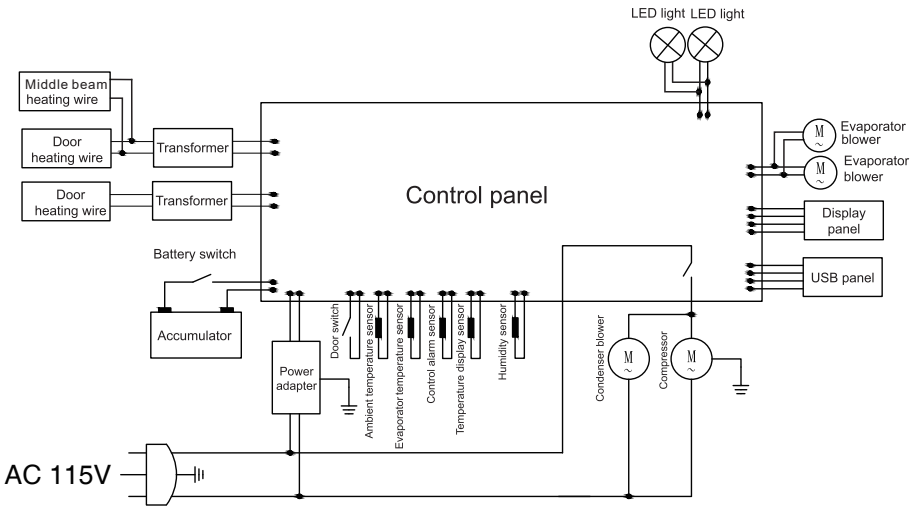 LED light LED light
Middle beam
heating wire
Door
heating wire
Transformer
Door
heating wire
Transformer
Control panel
M
~
Evaporator
blower
M
~
Evaporator
blower
Display
panel
USB panel
Battery switch
Accumulator
Power
adapter
Door switch
Ambient temperature sensor
Evaporator temperature sensor
Control alarm sensor
Temperature display sensor
Humidity sensor
Condenser blower
M
~
Compressor
M
~
AC 115V